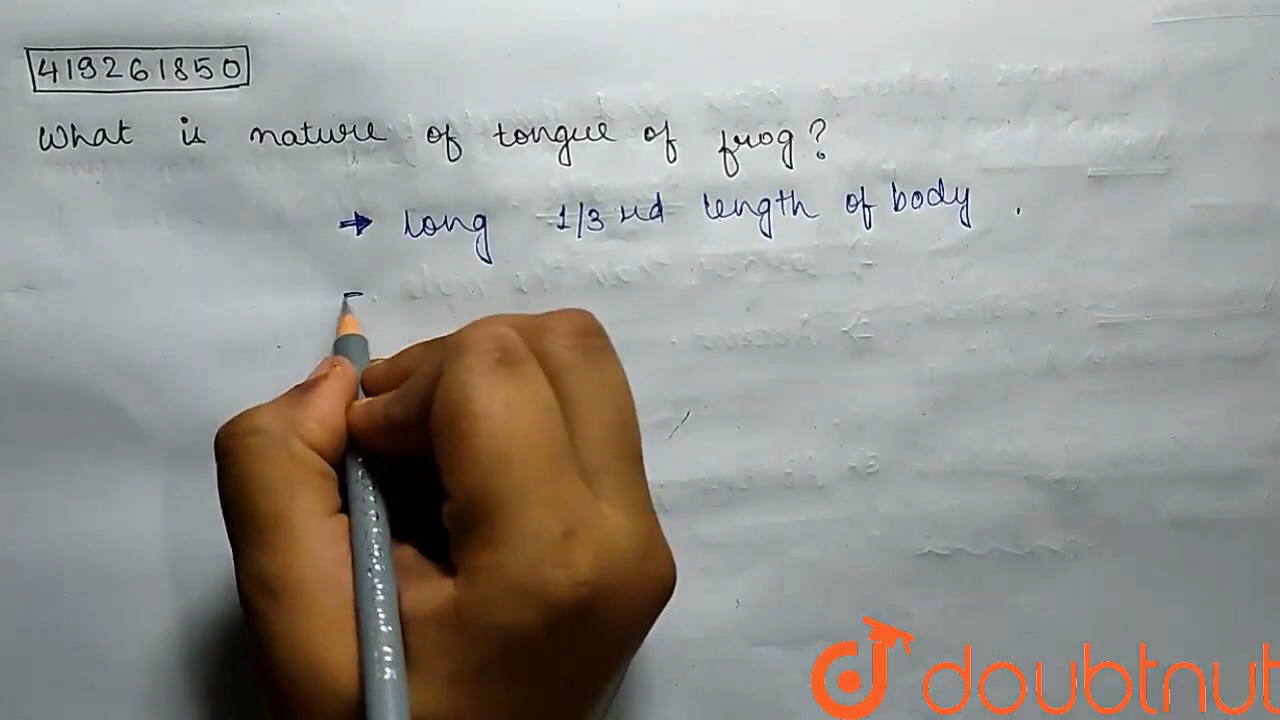 419261850
What is nature of tongue of frog?
→ long 1/3 rd length of body .
doubtnut